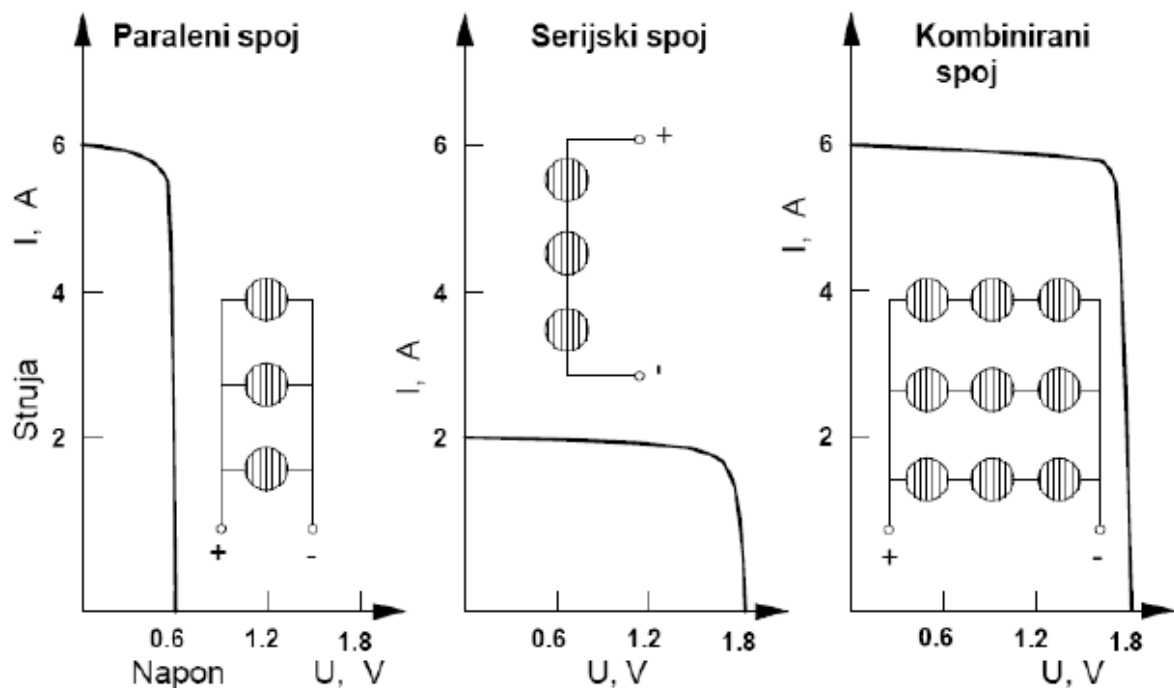 Paraleni spoj
6
I, A
4
Struja
2
+
-
0.6
1.2
1.8
Napon
U, V
Serijski spoj
6
+
4
I, A
-
2
0.6
1.2
1.8
U, V
Kombinirani
spoj
6
I, A
4
2
+
-
0.6
1.2
1.8
U, V